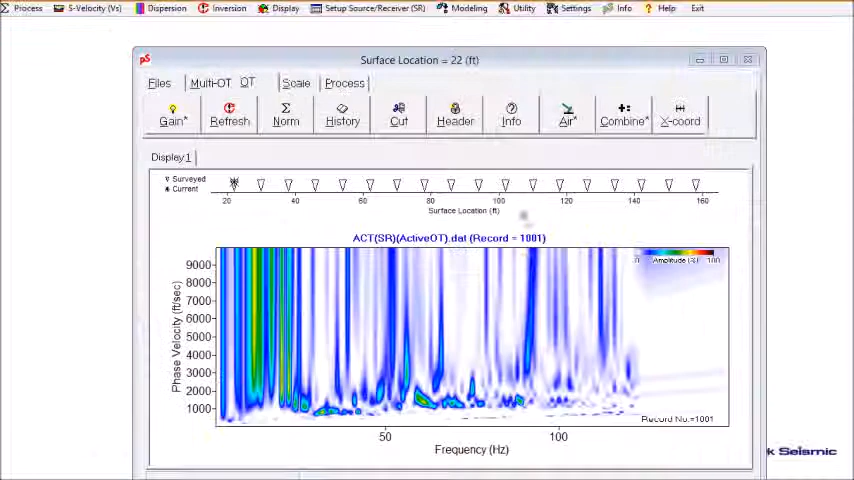 Process S-Velocity (Vs) Dispersion Inversion Display Setup Source/Receiver (SR) Modeling Utility Settings Info Help Exit
pS Surface Location = 22 (ft)
Files Multi-OT OT Scale Process
Gain* Refresh Norm History Cut Header Info Air* Combine* X-coord
Display1
Surveyed
Current
20 40 60 80 100 120 140 160
Surface Location (ft)
ACT(SR)(ActiveOT).dat (Record = 1001)
0 Amplitude (%) 100
9000
8000
7000
6000
5000
4000
3000
2000
1000
Phase Velocity (ft/sec)
Record No.=1001
50 100
Frequency (Hz)
k Seismic